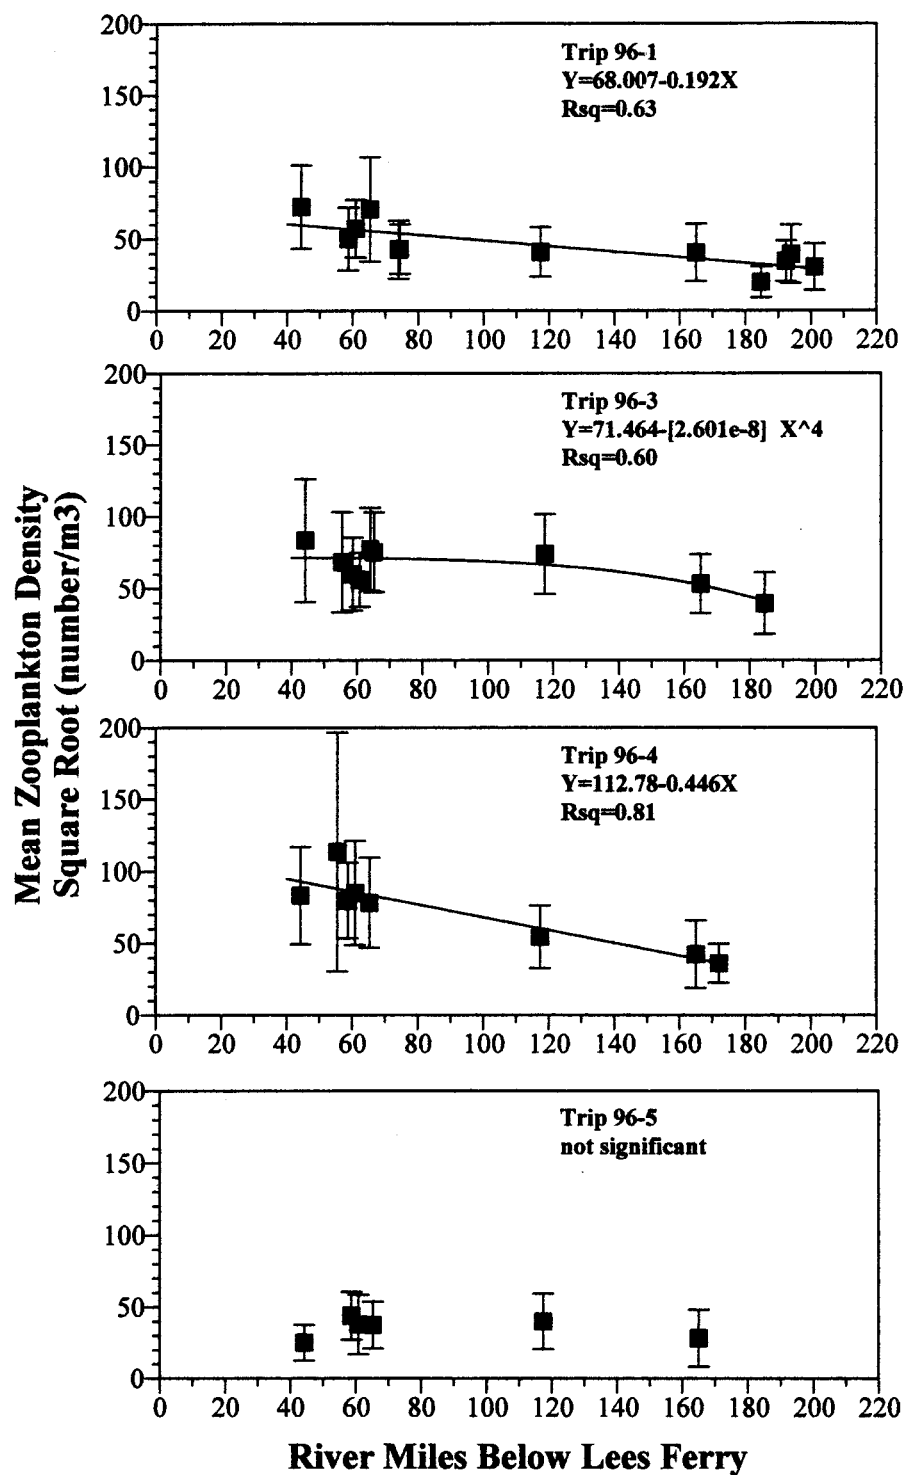 Mean Zooplankton Density
Square Root (number/m3)
200
150
100
50
0
Trip 96-1
Y=68.007-0.192X
Rsq=0.63
0 20 40 60 80 100 120 140 160 180 200 220
200
150
100
50
0
Trip 96-3
Y=71.464-[2.601e-8] X^4
Rsq=0.60
0 20 40 60 80 100 120 140 160 180 200 220
200
150
100
50
0
Trip 96-4
Y=112.78-0.446X
Rsq=0.81
0 20 40 60 80 100 120 140 160 180 200 220
200
150
100
50
0
Trip 96-5
not significant
0 20 40 60 80 100 120 140 160 180 200 220
River Miles Below Lees Ferry